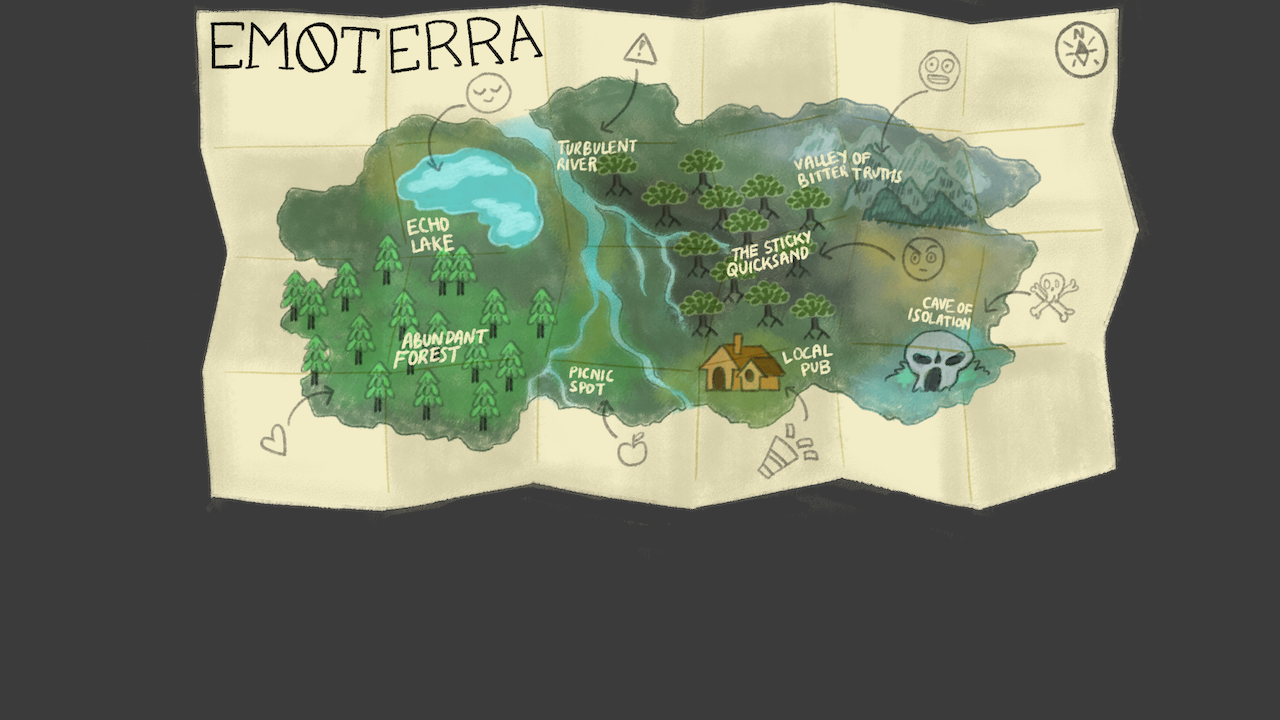 EMOTERRA
N
TURBULENT
RIVER
VALLEY OF
BITTER TRUTHS
ECHO
LAKE
THE STICKY
QUICKSAND
CAVE OF
ISOLATION
ABUNDANT
FOREST
LOCAL
PUB
PICNIC
SPOT